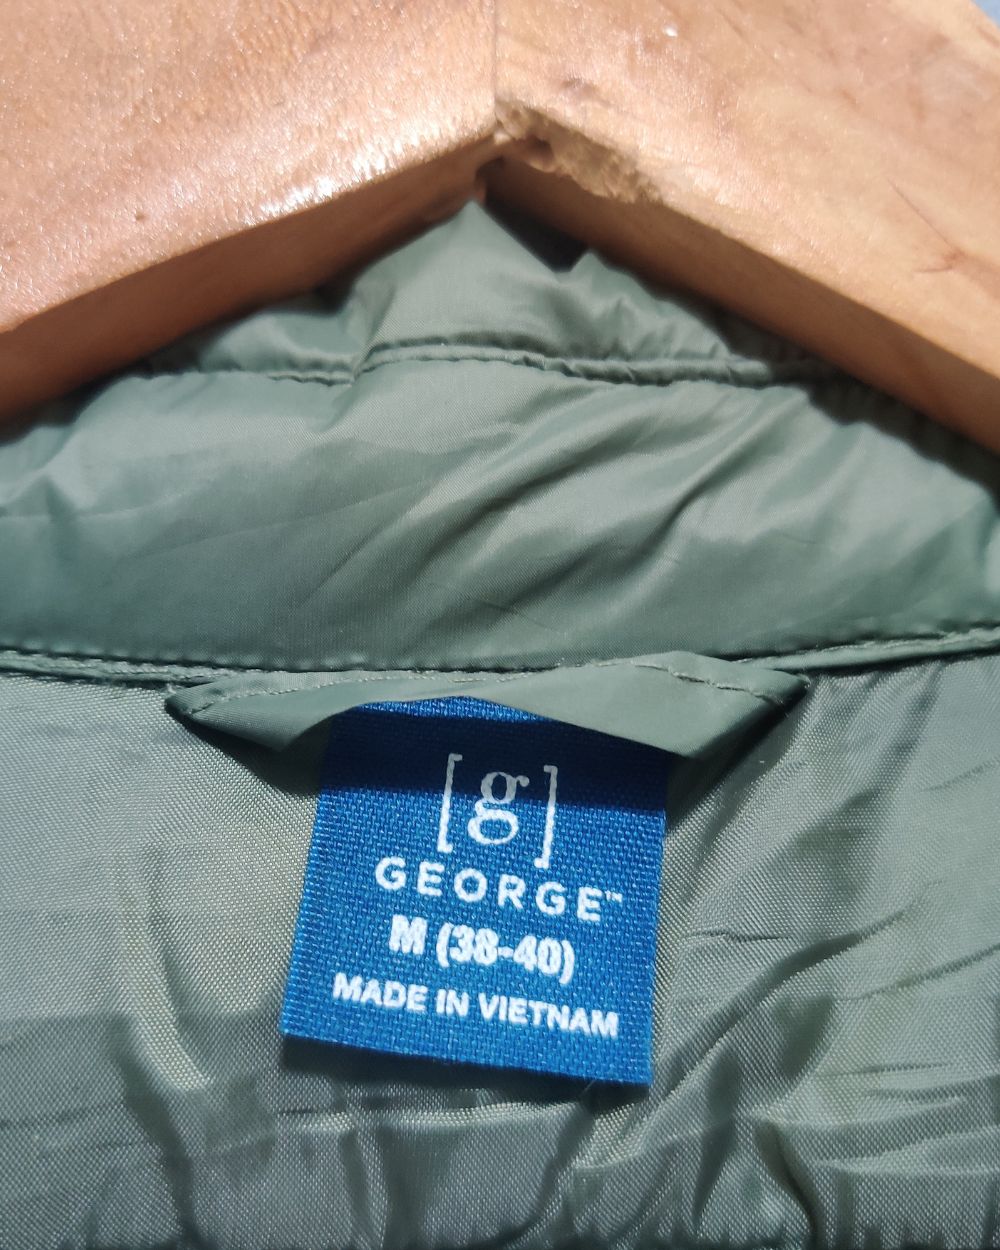 [g]
GEORGE™
M (38-40)
MADE IN VIETNAM